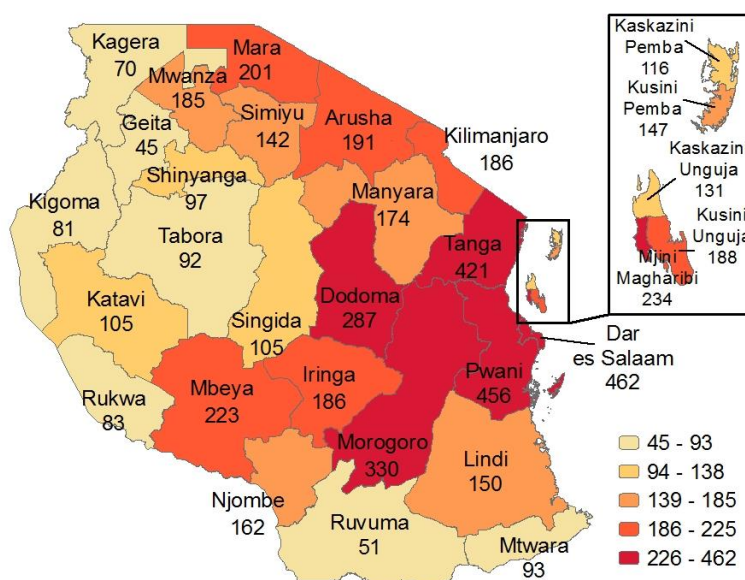 Kagera
70
Mara
201
Mwanza
185
Simiyu
142
Arusha
191
Kilimanjaro
186
Geita
45
Shinyanga
97
Kigoma
81
Tabora
92
Manyara
174
Tanga
421
Katavi
105
Singida
105
Dodoma
287
Dar
es Salaam
462
Rukwa
83
Mbeya
223
Iringa
186
Pwani
456
Morogoro
330
Lindi
150
Njombe
162
Ruvuma
51
Mtwara
93
Kaskazini
Pemba
116
Kusini
Pemba
147
Kaskazini
Unguja
131
Kusini
Unguja
188
Mjini
Magharibi
234
45 - 93
94 - 138
139 - 185
186 - 225
226 - 462